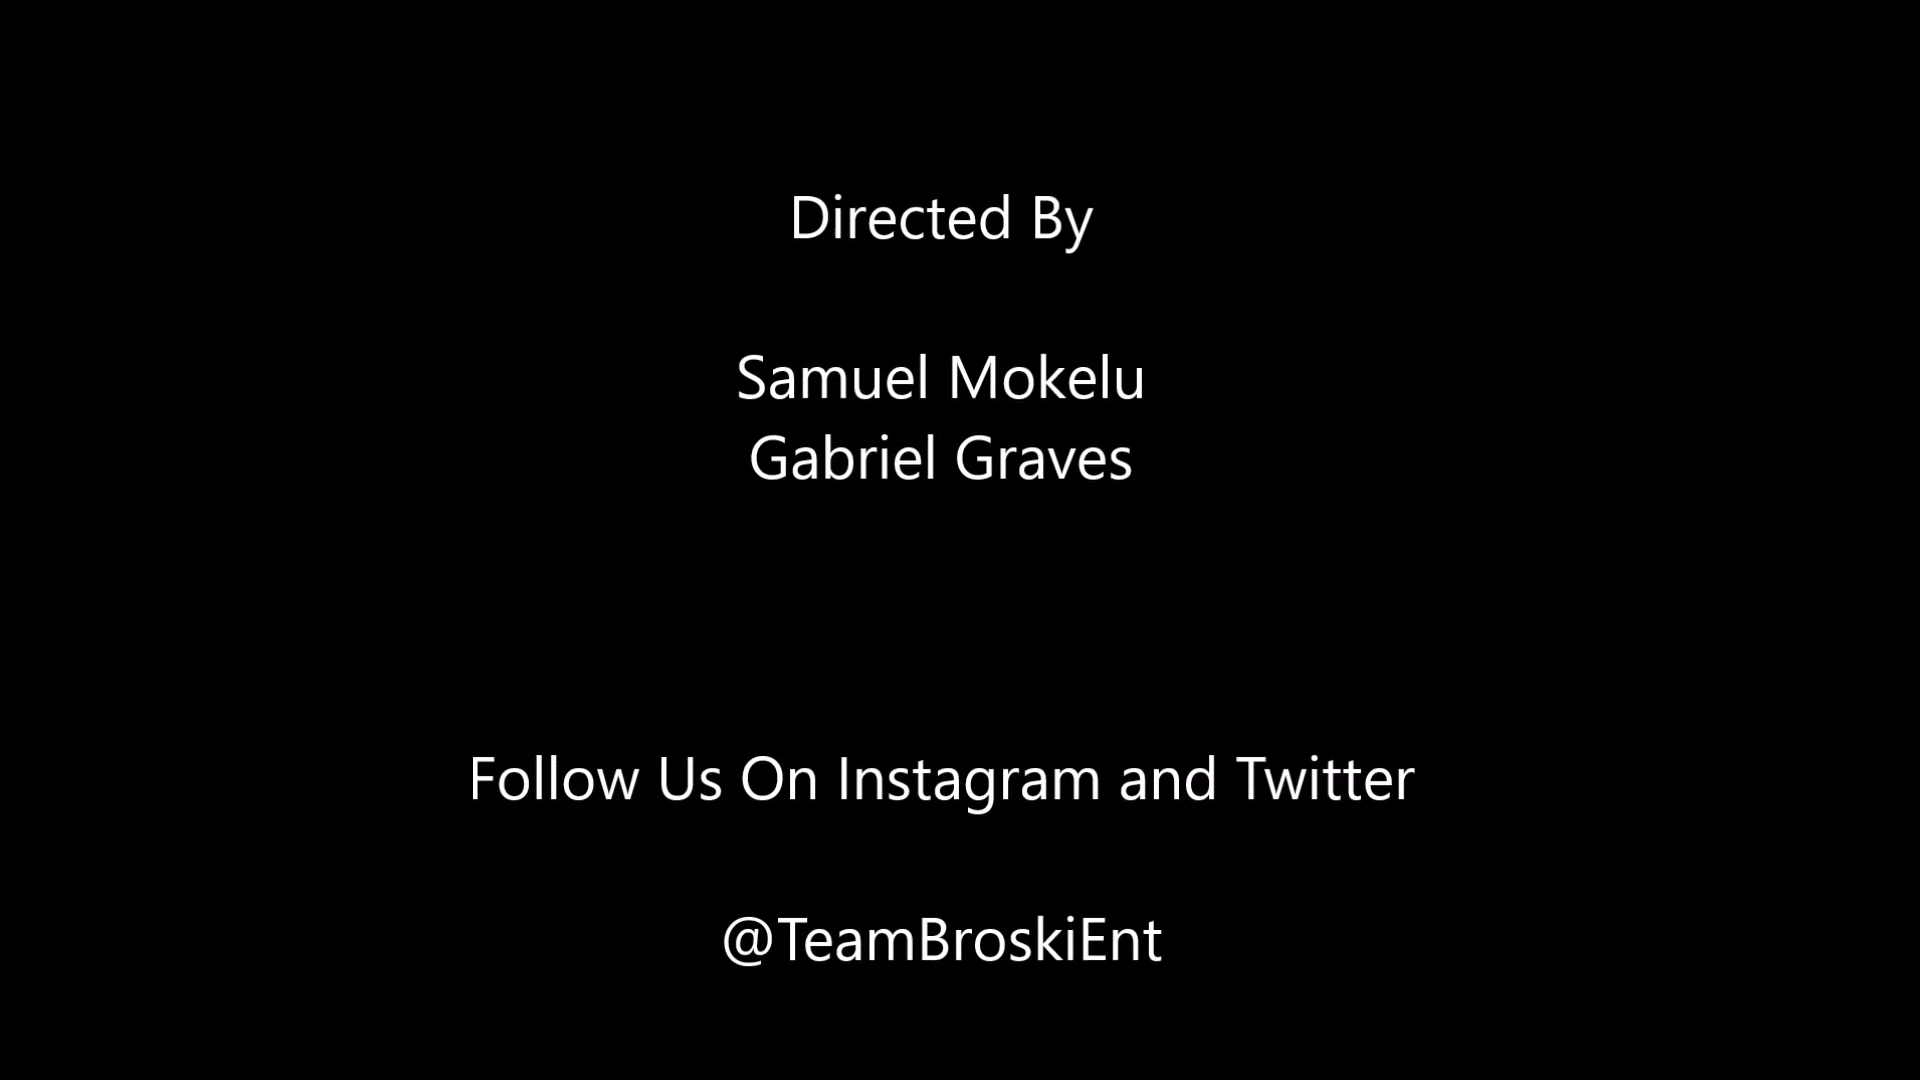 Directed By
Samuel Mokelu
Gabriel Graves
Follow Us On Instagram and Twitter
@TeamBroskiEnt